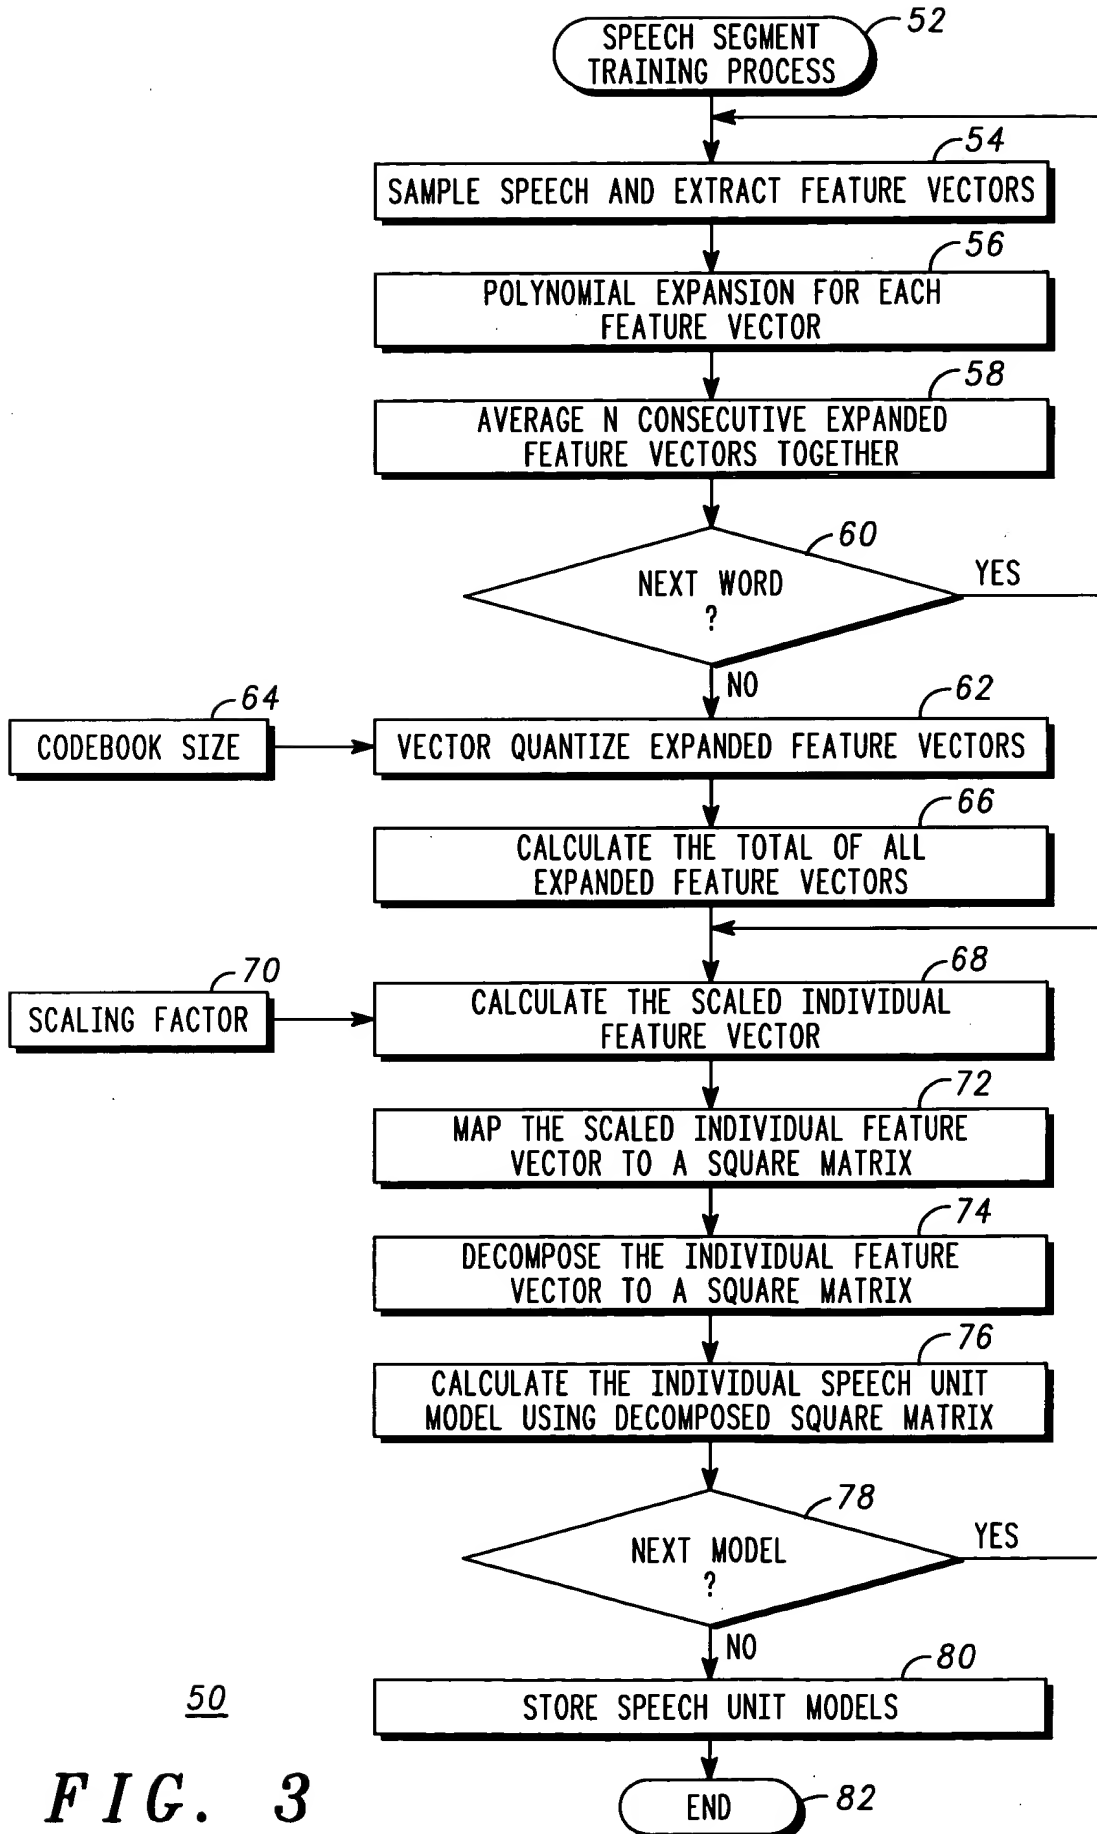 SPEECH SEGMENT
TRAINING PROCESS
52
54
SAMPLE SPEECH AND EXTRACT FEATURE VECTORS
56
POLYNOMIAL EXPANSION FOR EACH
FEATURE VECTOR
58
AVERAGE N CONSECUTIVE EXPANDED
FEATURE VECTORS TOGETHER
60
NEXT WORD
?
YES
NO
64
CODEBOOK SIZE
62
VECTOR QUANTIZE EXPANDED FEATURE VECTORS
66
CALCULATE THE TOTAL OF ALL
EXPANDED FEATURE VECTORS
70
SCALING FACTOR
68
CALCULATE THE SCALED INDIVIDUAL
FEATURE VECTOR
72
MAP THE SCALED INDIVIDUAL FEATURE
VECTOR TO A SQUARE MATRIX
74
DECOMPOSE THE INDIVIDUAL FEATURE
VECTOR TO A SQUARE MATRIX
76
CALCULATE THE INDIVIDUAL SPEECH UNIT
MODEL USING DECOMPOSED SQUARE MATRIX
78
NEXT MODEL
?
YES
NO
80
STORE SPEECH UNIT MODELS
50
END
82
FIG. 3